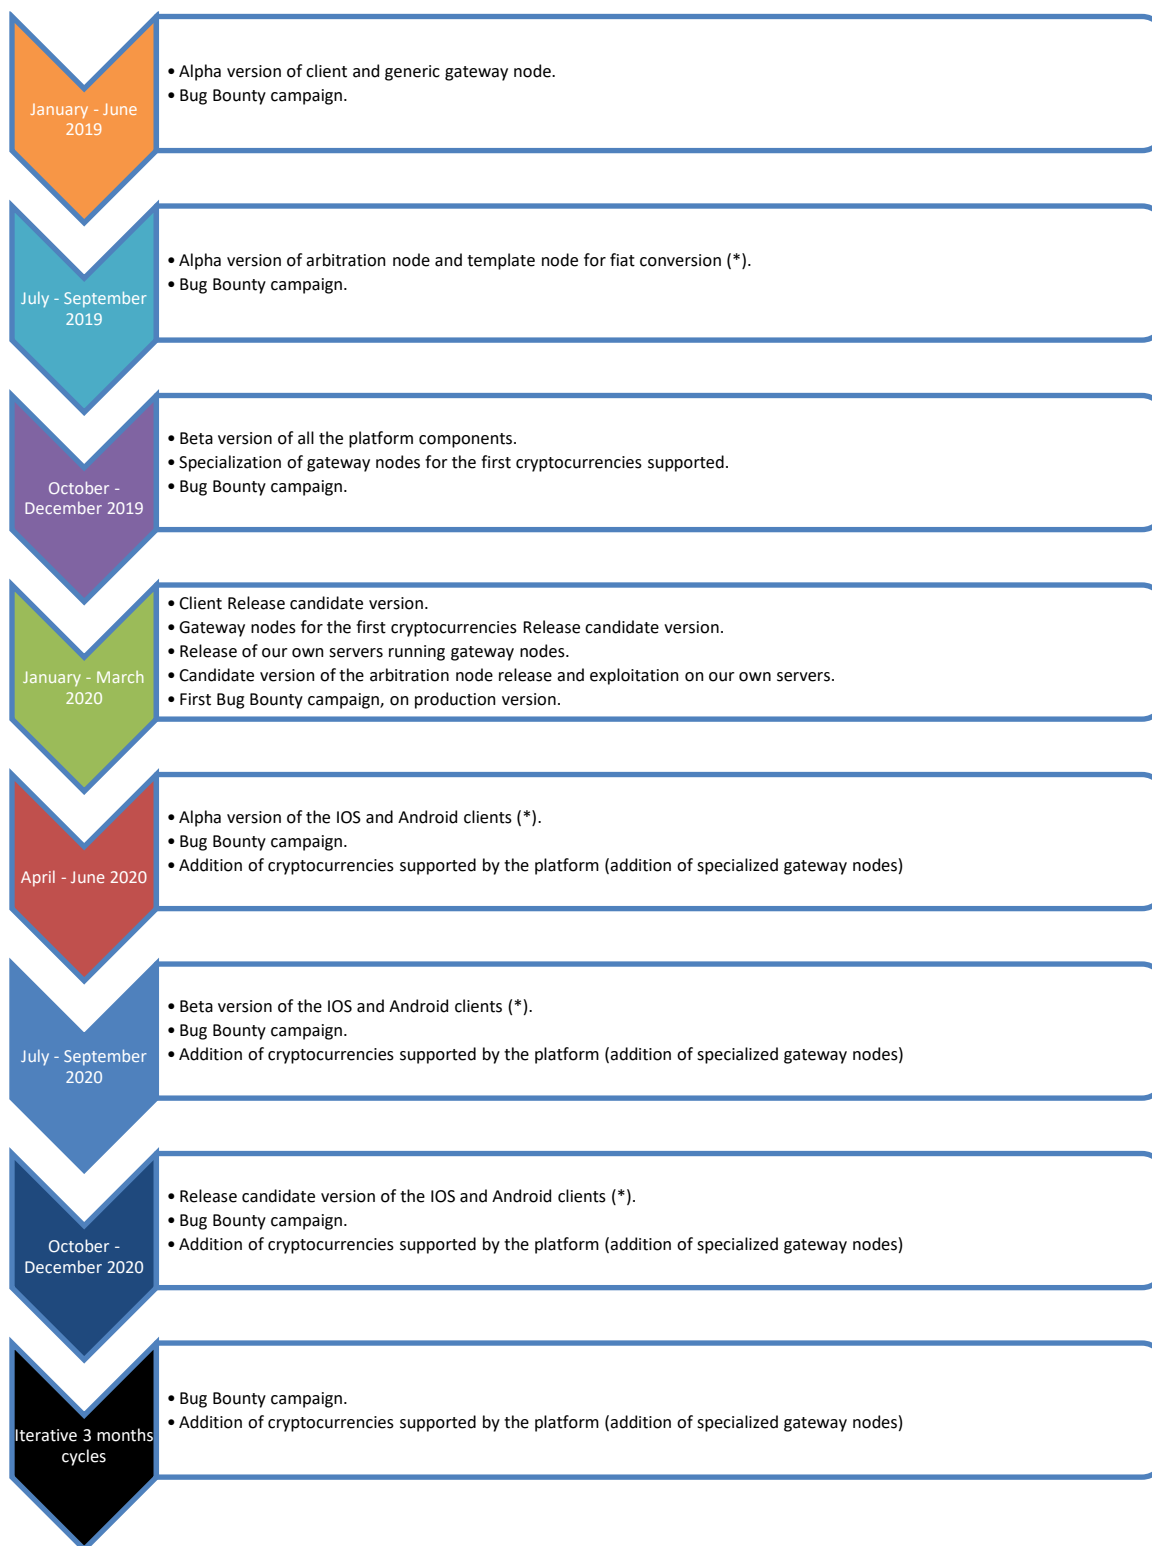 January - June
2019
• Alpha version of client and generic gateway node.
• Bug Bounty campaign.
July - September
2019
• Alpha version of arbitration node and template node for fiat conversion (*).
• Bug Bounty campaign.
October -
December 2019
• Beta version of all the platform components.
• Specialization of gateway nodes for the first cryptocurrencies supported.
• Bug Bounty campaign.
January - March
2020
• Client Release candidate version.
• Gateway nodes for the first cryptocurrencies Release candidate version.
• Release of our own servers running gateway nodes.
• Candidate version of the arbitration node release and exploitation on our own servers.
• First Bug Bounty campaign, on production version.
April - June 2020
• Alpha version of the IOS and Android clients (*).
• Bug Bounty campaign.
• Addition of cryptocurrencies supported by the platform (addition of specialized gateway nodes)
July - September
2020
• Beta version of the IOS and Android clients (*).
• Bug Bounty campaign.
• Addition of cryptocurrencies supported by the platform (addition of specialized gateway nodes)
October -
December 2020
• Release candidate version of the IOS and Android clients (*).
• Bug Bounty campaign.
• Addition of cryptocurrencies supported by the platform (addition of specialized gateway nodes)
Iterative 3 months
cycles
• Bug Bounty campaign.
• Addition of cryptocurrencies supported by the platform (addition of specialized gateway nodes)